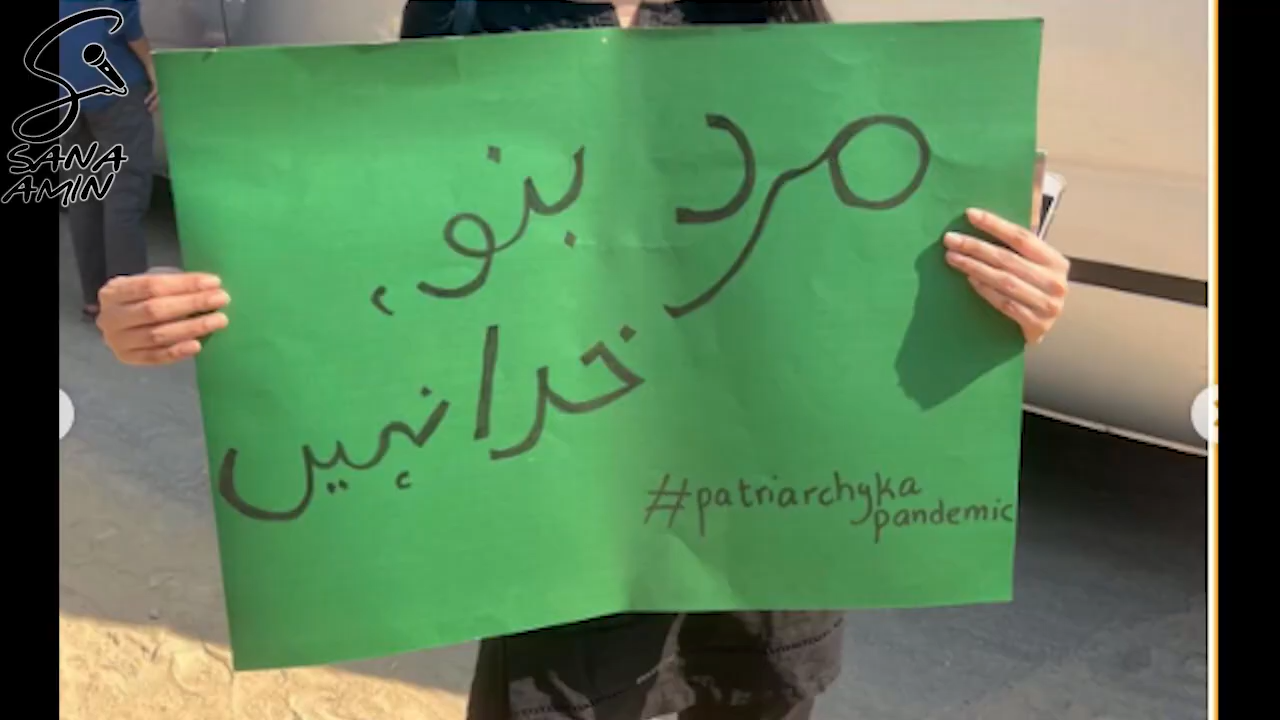 SANA
AMIN
مرد بنو،
خدا نہیں
#patriarchyka
pandemic